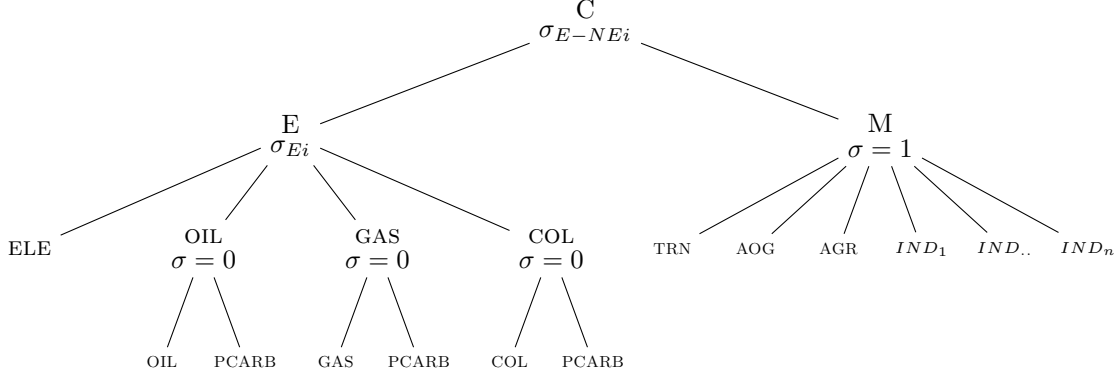 C
σ_{E−NEi}
E
σ_{Ei}
M
σ = 1
ELE
OIL
σ = 0
GAS
σ = 0
COL
σ = 0
TRN AOG AGR IND_1 IND_{..} IND_n
OIL PCARB GAS PCARB COL PCARB